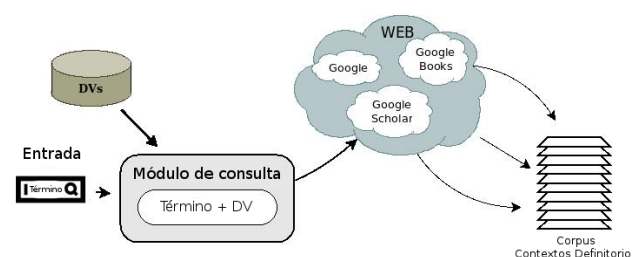 WEB
Google
Google
Books
Google
Scholar
DVs
Entrada
Término
Módulo de consulta
Término + DV
Corpus
Contextos Definitorio